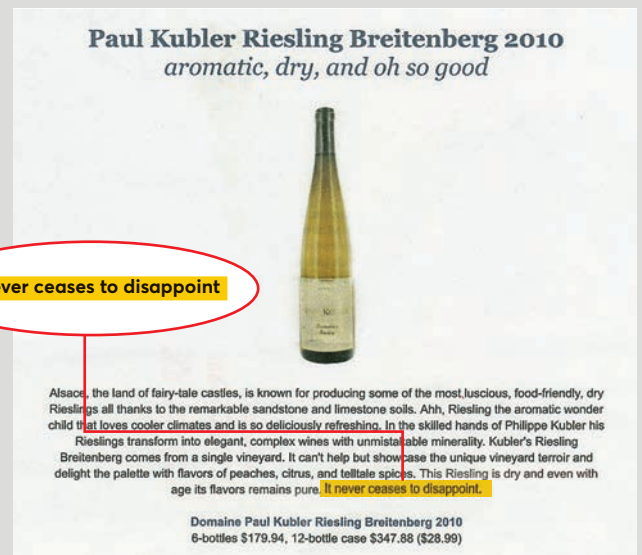 Paul Kubler Riesling Breitenberg 2010
aromatic, dry, and oh so good
ver ceases to disappoint
Alsace, the land of fairy-tale castles, is known for producing some of the most luscious, food-friendly, dry
Rieslings all thanks to the remarkable sandstone and limestone soils. Ahh, Riesling the aromatic wonder
child that loves cooler climates and is so deliciously refreshing. In the skilled hands of Philippe Kubler his
Rieslings transform into elegant, complex wines with unmistakable minerality. Kubler's Riesling
Breitenberg comes from a single vineyard. It can't help but showcase the unique vineyard terroir and
delight the palette with flavors of peaches, citrus, and telltale spices. This Riesling is dry and even with
age its flavors remains pure. It never ceases to disappoint.
Domaine Paul Kubler Riesling Breitenberg 2010
6-bottles $179.94, 12-bottle case $347.88 ($28.99)